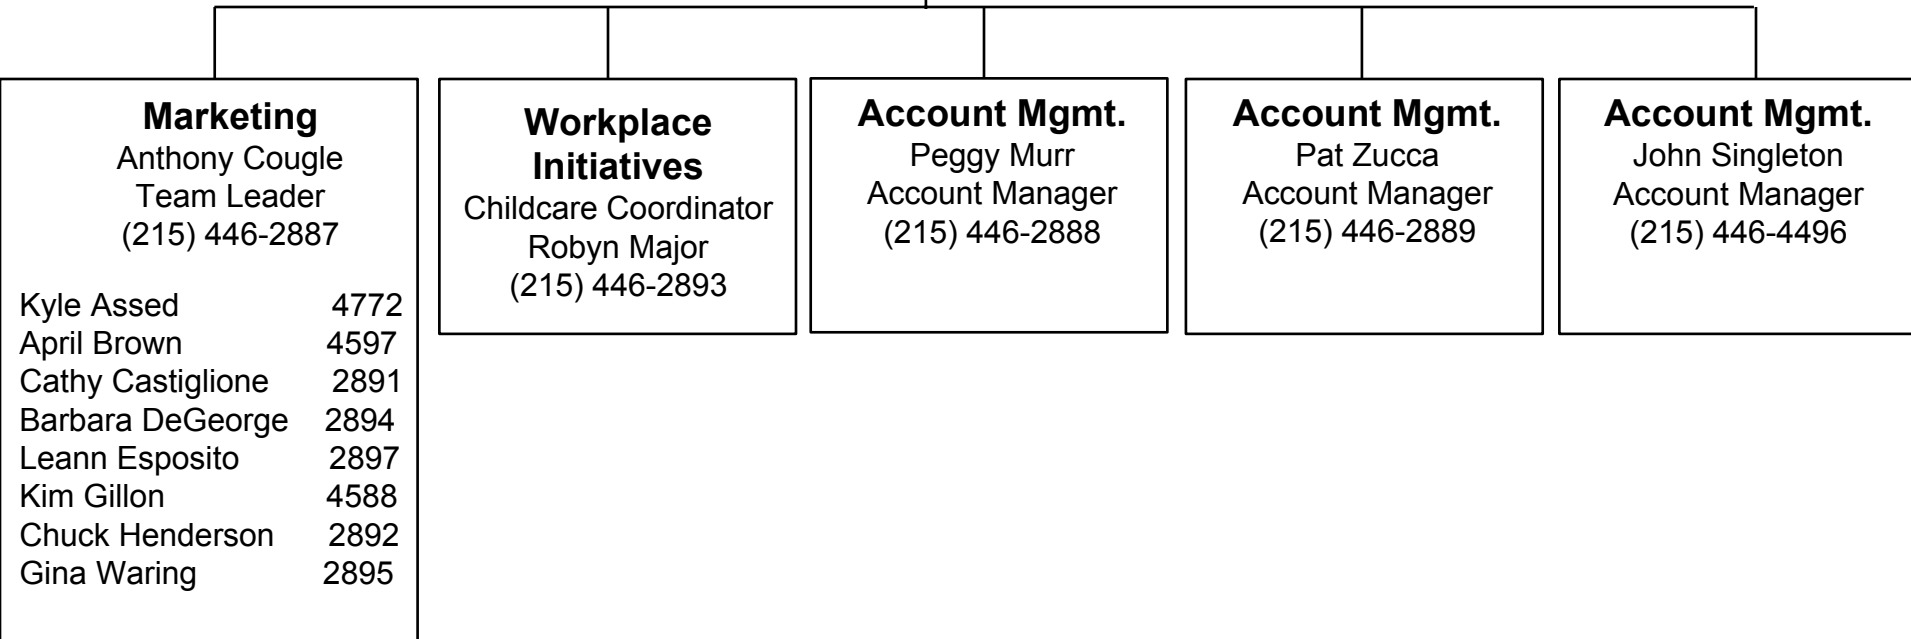 Marketing
Anthony Cougle
Team Leader
(215) 446-2887
Kyle Assed 4772
April Brown 4597
Cathy Castiglione 2891
Barbara DeGeorge 2894
Leann Esposito 2897
Kim Gillon 4588
Chuck Henderson 2892
Gina Waring 2895
Workplace
Initiatives
Childcare Coordinator
Robyn Major
(215) 446-2893
Account Mgmt.
Peggy Murr
Account Manager
(215) 446-2888
Account Mgmt.
Pat Zucca
Account Manager
(215) 446-2889
Account Mgmt.
John Singleton
Account Manager
(215) 446-4496